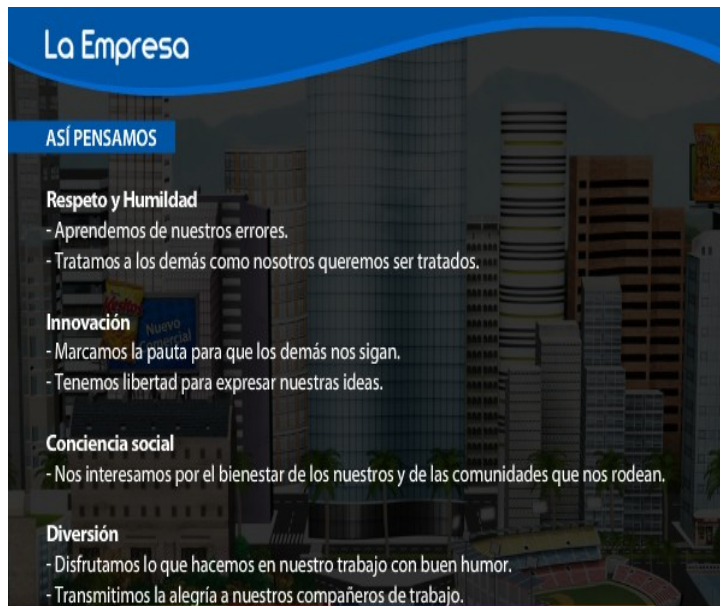 La Empresa
ASÍ PENSAMOS
Respeto y Humildad
- Aprendemos de nuestros errores.
- Tratamos a los demás como nosotros queremos ser tratados.
Innovación
- Marcamos la pauta para que los demás nos sigan.
- Tenemos libertad para expresar nuestras ideas.
Nuevo
Comercial
Conciencia social
- Nos interesamos por el bienestar de los nuestros y de las comunidades que nos rodean.
Diversión
- Disfrutamos lo que hacemos en nuestro trabajo con buen humor.
- Transmitimos la alegría a nuestros compañeros de trabajo.